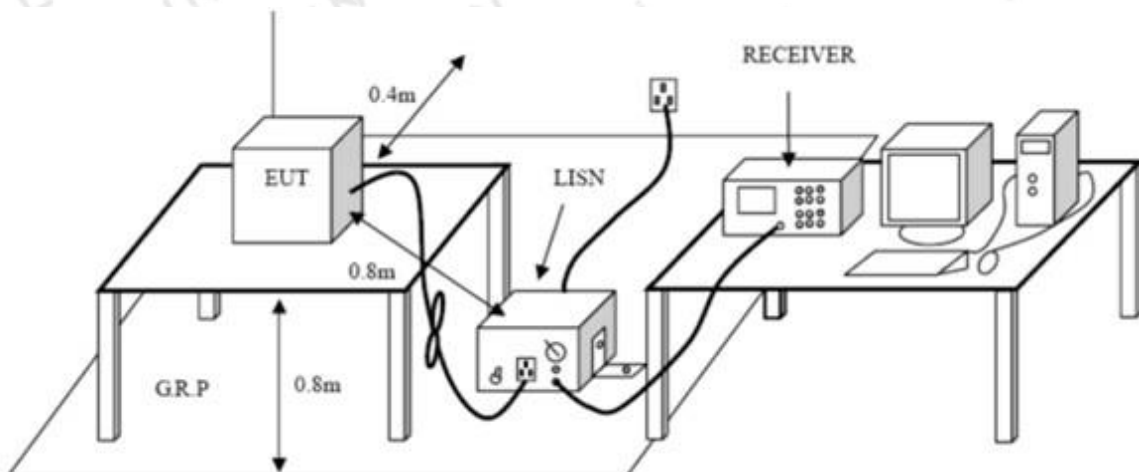 RECEIVER
0.4m
EUT
LISN
0.8m
G.R.P
0.8m